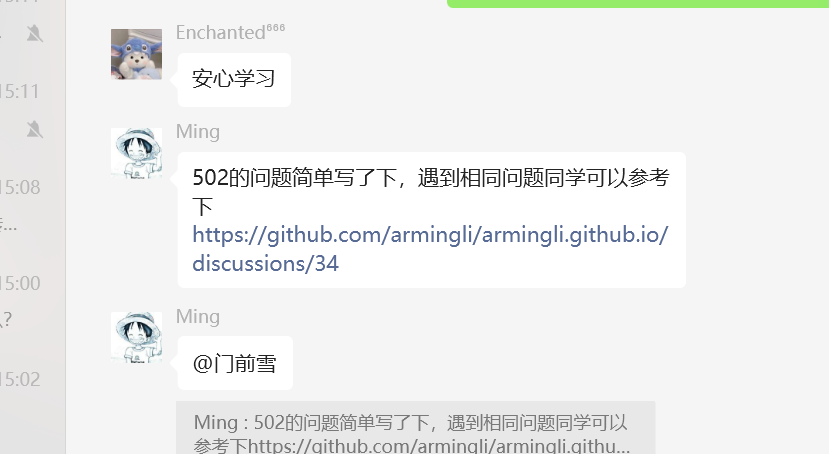 Enchanted⁶⁶⁶
安心学习
15:11
Ming
502的问题简单写了下，遇到相同问题同学可以参考
下
https://github.com/armingli/armingli.github.io/
discussions/34
15:08
15:00
Ming
@门前雪
15:02
Ming : 502的问题简单写了下，遇到相同问题同学可以
参考下https://github.com/armingli/armingli.githu...